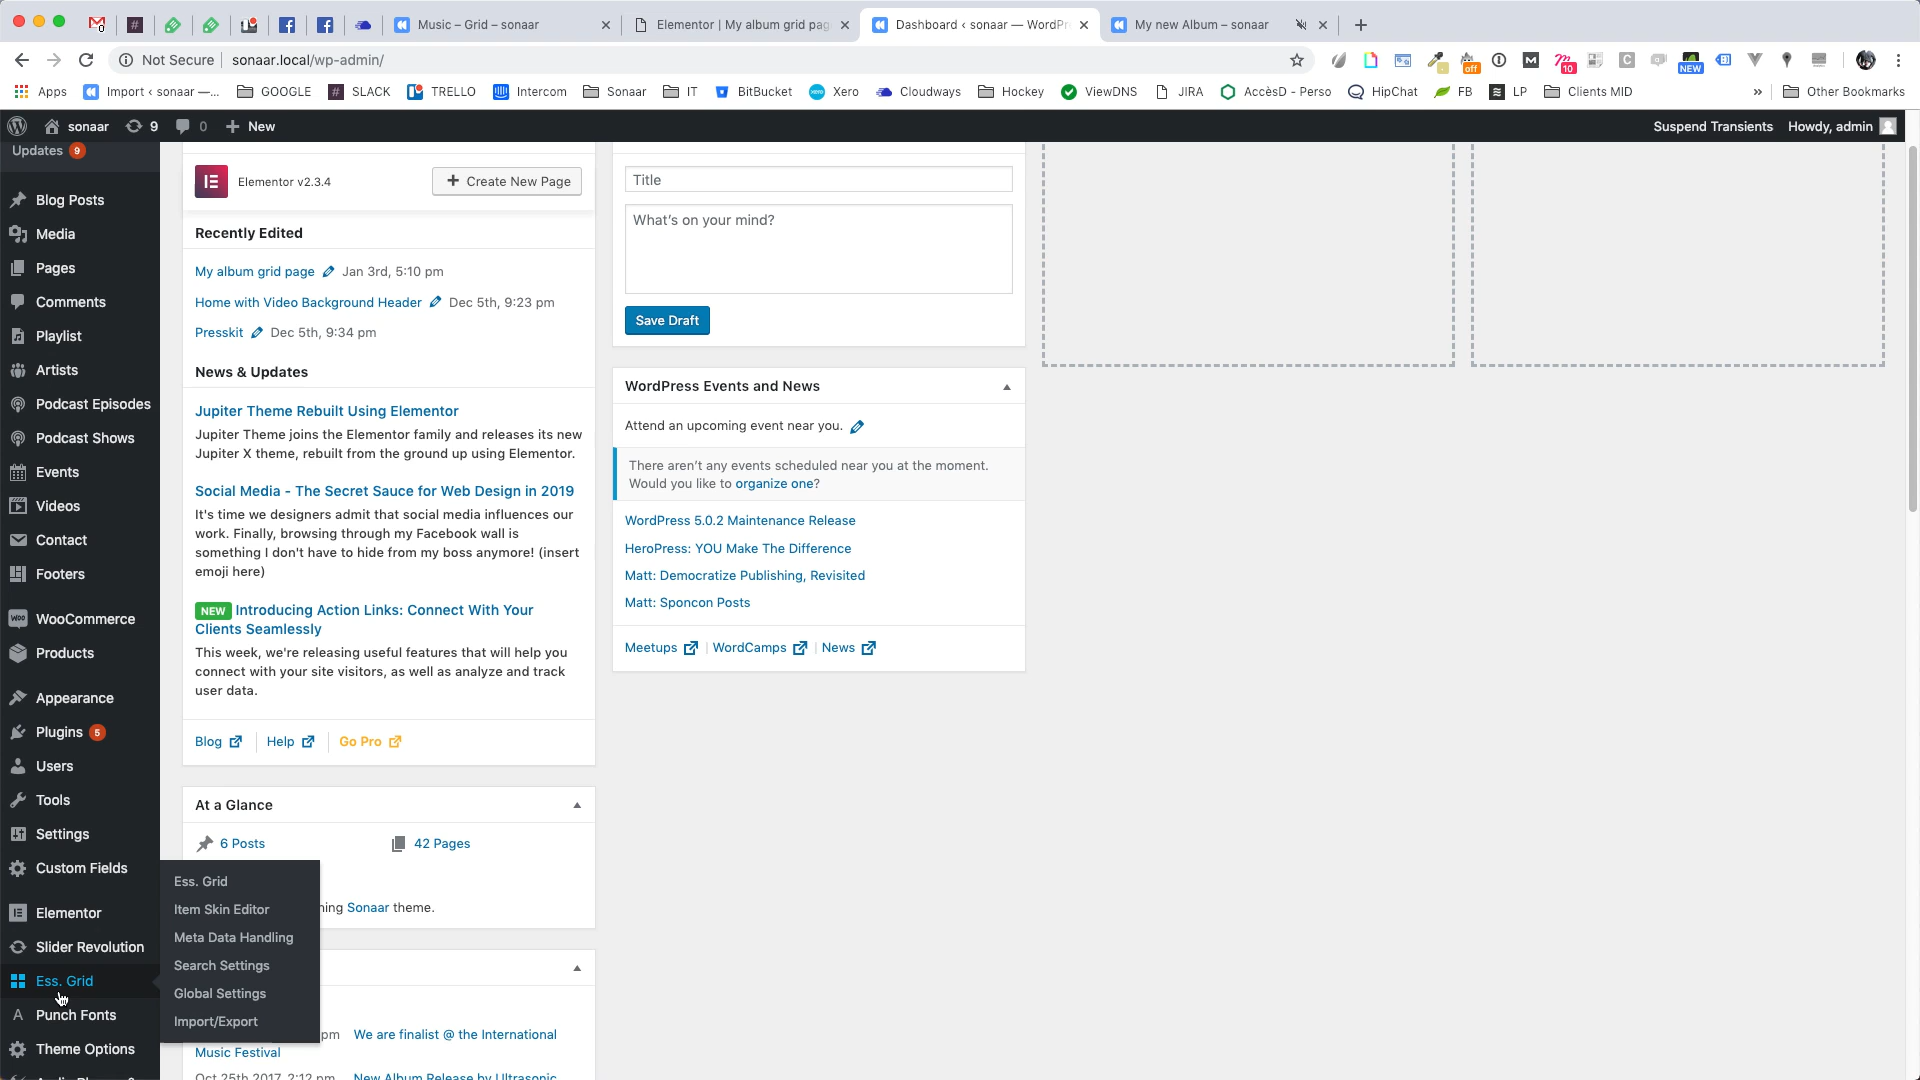 Music – Grid – sonaar
Elementor | My album grid pag
Dashboard ‹ sonaar — WordPr
My new Album – sonaar
Not Secure
sonaar.local/wp-admin/
off
10
NEW
Apps
Import ‹ sonaar —...
GOOGLE
SLACK
TRELLO
Intercom
Sonaar
IT
BitBucket
Xero
Cloudways
Hockey
ViewDNS
JIRA
AccèsD - Perso
HipChat
FB
LP
Clients MID
»
Other Bookmarks
sonaar
9
0
New
Suspend Transients
Howdy, admin
Updates 9
Blog Posts
Media
Pages
Comments
Playlist
Artists
Podcast Episodes
Podcast Shows
Events
Videos
Contact
Footers
WooCommerce
Products
Appearance
Plugins 5
Users
Tools
Settings
Custom Fields
Elementor
Slider Revolution
Ess. Grid
Punch Fonts
Theme Options
Ess. Grid
Item Skin Editor
Meta Data Handling
Search Settings
Global Settings
Import/Export
Elementor v2.3.4
Create New Page
Recently Edited
My album grid page Jan 3rd, 5:10 pm
Home with Video Background Header Dec 5th, 9:23 pm
Presskit Dec 5th, 9:34 pm
News & Updates
Jupiter Theme Rebuilt Using Elementor
Jupiter Theme joins the Elementor family and releases its new
Jupiter X theme, rebuilt from the ground up using Elementor.
Social Media - The Secret Sauce for Web Design in 2019
It's time we designers admit that social media influences our
work. Finally, browsing through my Facebook wall is
something I don't have to hide from my boss anymore! (insert
emoji here)
NEW Introducing Action Links: Connect With Your
Clients Seamlessly
This week, we're releasing useful features that will help you
connect with your site visitors, as well as analyze and track
user data.
Blog
Help
Go Pro
At a Glance
6 Posts
42 Pages
ning Sonaar theme.
pm We are finalist @ the International
Music Festival
Oct 25th 2017, 2:12 pm New Album Release by Ultrasonic
Title
What's on your mind?
Save Draft
WordPress Events and News
Attend an upcoming event near you.
There aren't any events scheduled near you at the moment.
Would you like to organize one?
WordPress 5.0.2 Maintenance Release
HeroPress: YOU Make The Difference
Matt: Democratize Publishing, Revisited
Matt: Sponcon Posts
Meetups
WordCamps
News